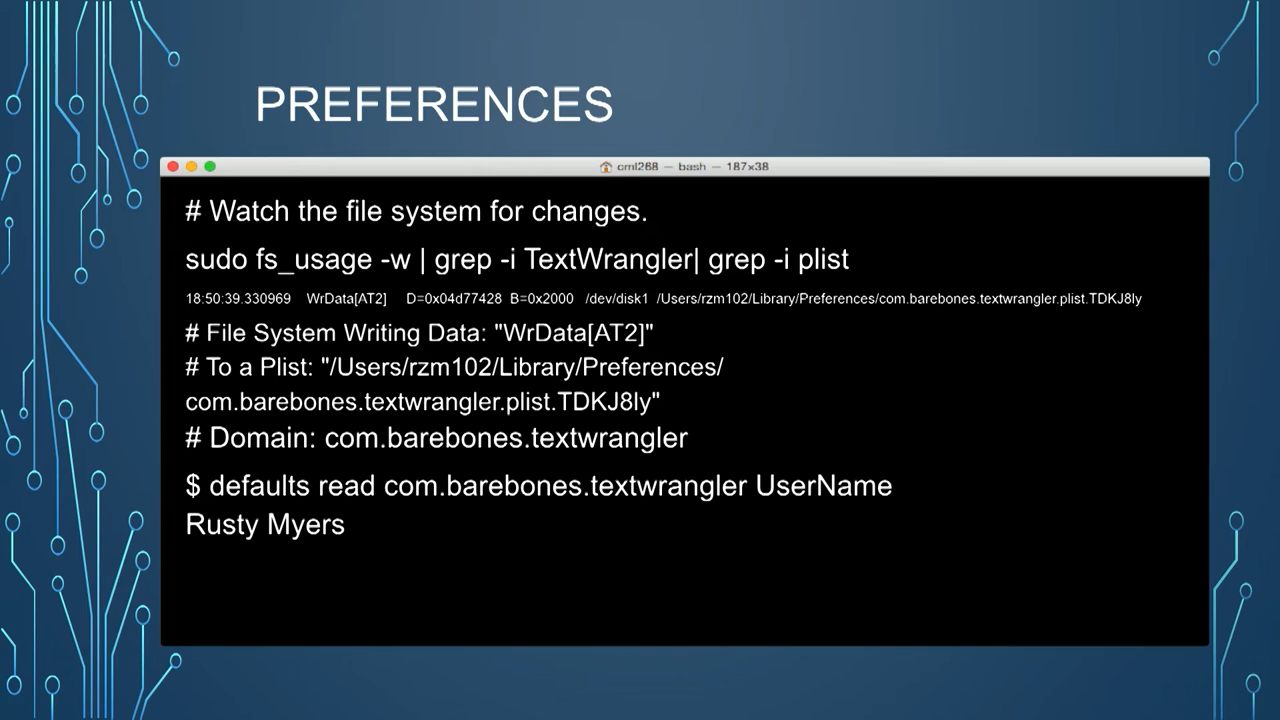 PREFERENCES
cml268 — bash — 187×38
# Watch the file system for changes.
sudo fs_usage -w | grep -i TextWrangler| grep -i plist
18:50:39.330969 WrData[AT2] D=0x04d77428 B=0x2000 /dev/disk1 /Users/rzm102/Library/Preferences/com.barebones.textwrangler.plist.TDKJ8ly
# File System Writing Data: "WrData[AT2]"
# To a Plist: "/Users/rzm102/Library/Preferences/
com.barebones.textwrangler.plist.TDKJ8ly"
# Domain: com.barebones.textwrangler
$ defaults read com.barebones.textwrangler UserName
Rusty Myers